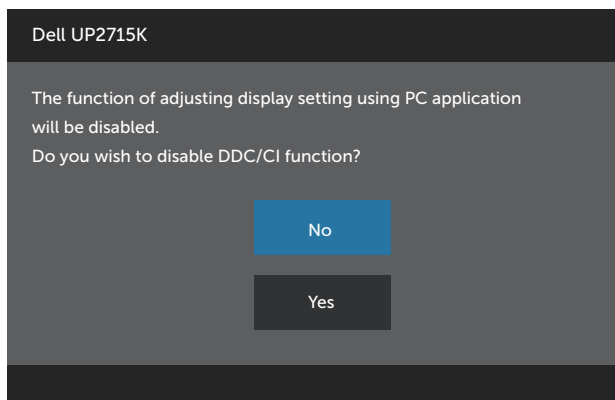 Dell UP2715K
The function of adjusting display setting using PC application
will be disabled.
Do you wish to disable DDC/CI function?
No
Yes